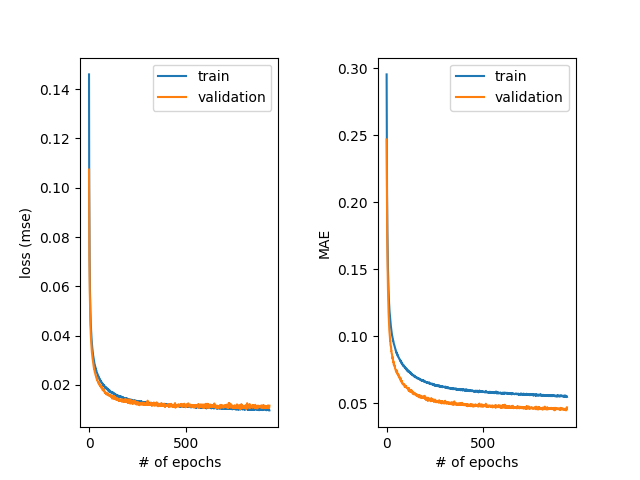 train
validation
0.14
0.12
0.10
0.08
0.06
0.04
0.02
loss (mse)
0
500
# of epochs
train
validation
0.30
0.25
0.20
0.15
0.10
0.05
MAE
0
500
# of epochs